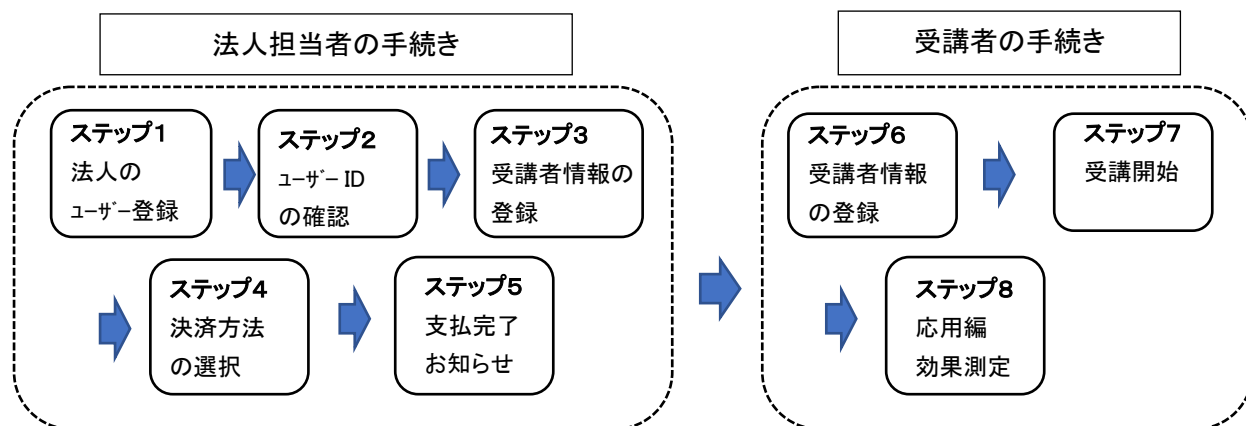 法人担当者の手続き
ステップ1
法人の
ユーザー登録
ステップ2
ユーザー ID
の確認
ステップ3
受講者情報の
登録
ステップ4
決済方法
の選択
ステップ5
支払完了
お知らせ
受講者の手続き
ステップ6
受講者情報
の登録
ステップ7
受講開始
ステップ8
応用編
効果測定